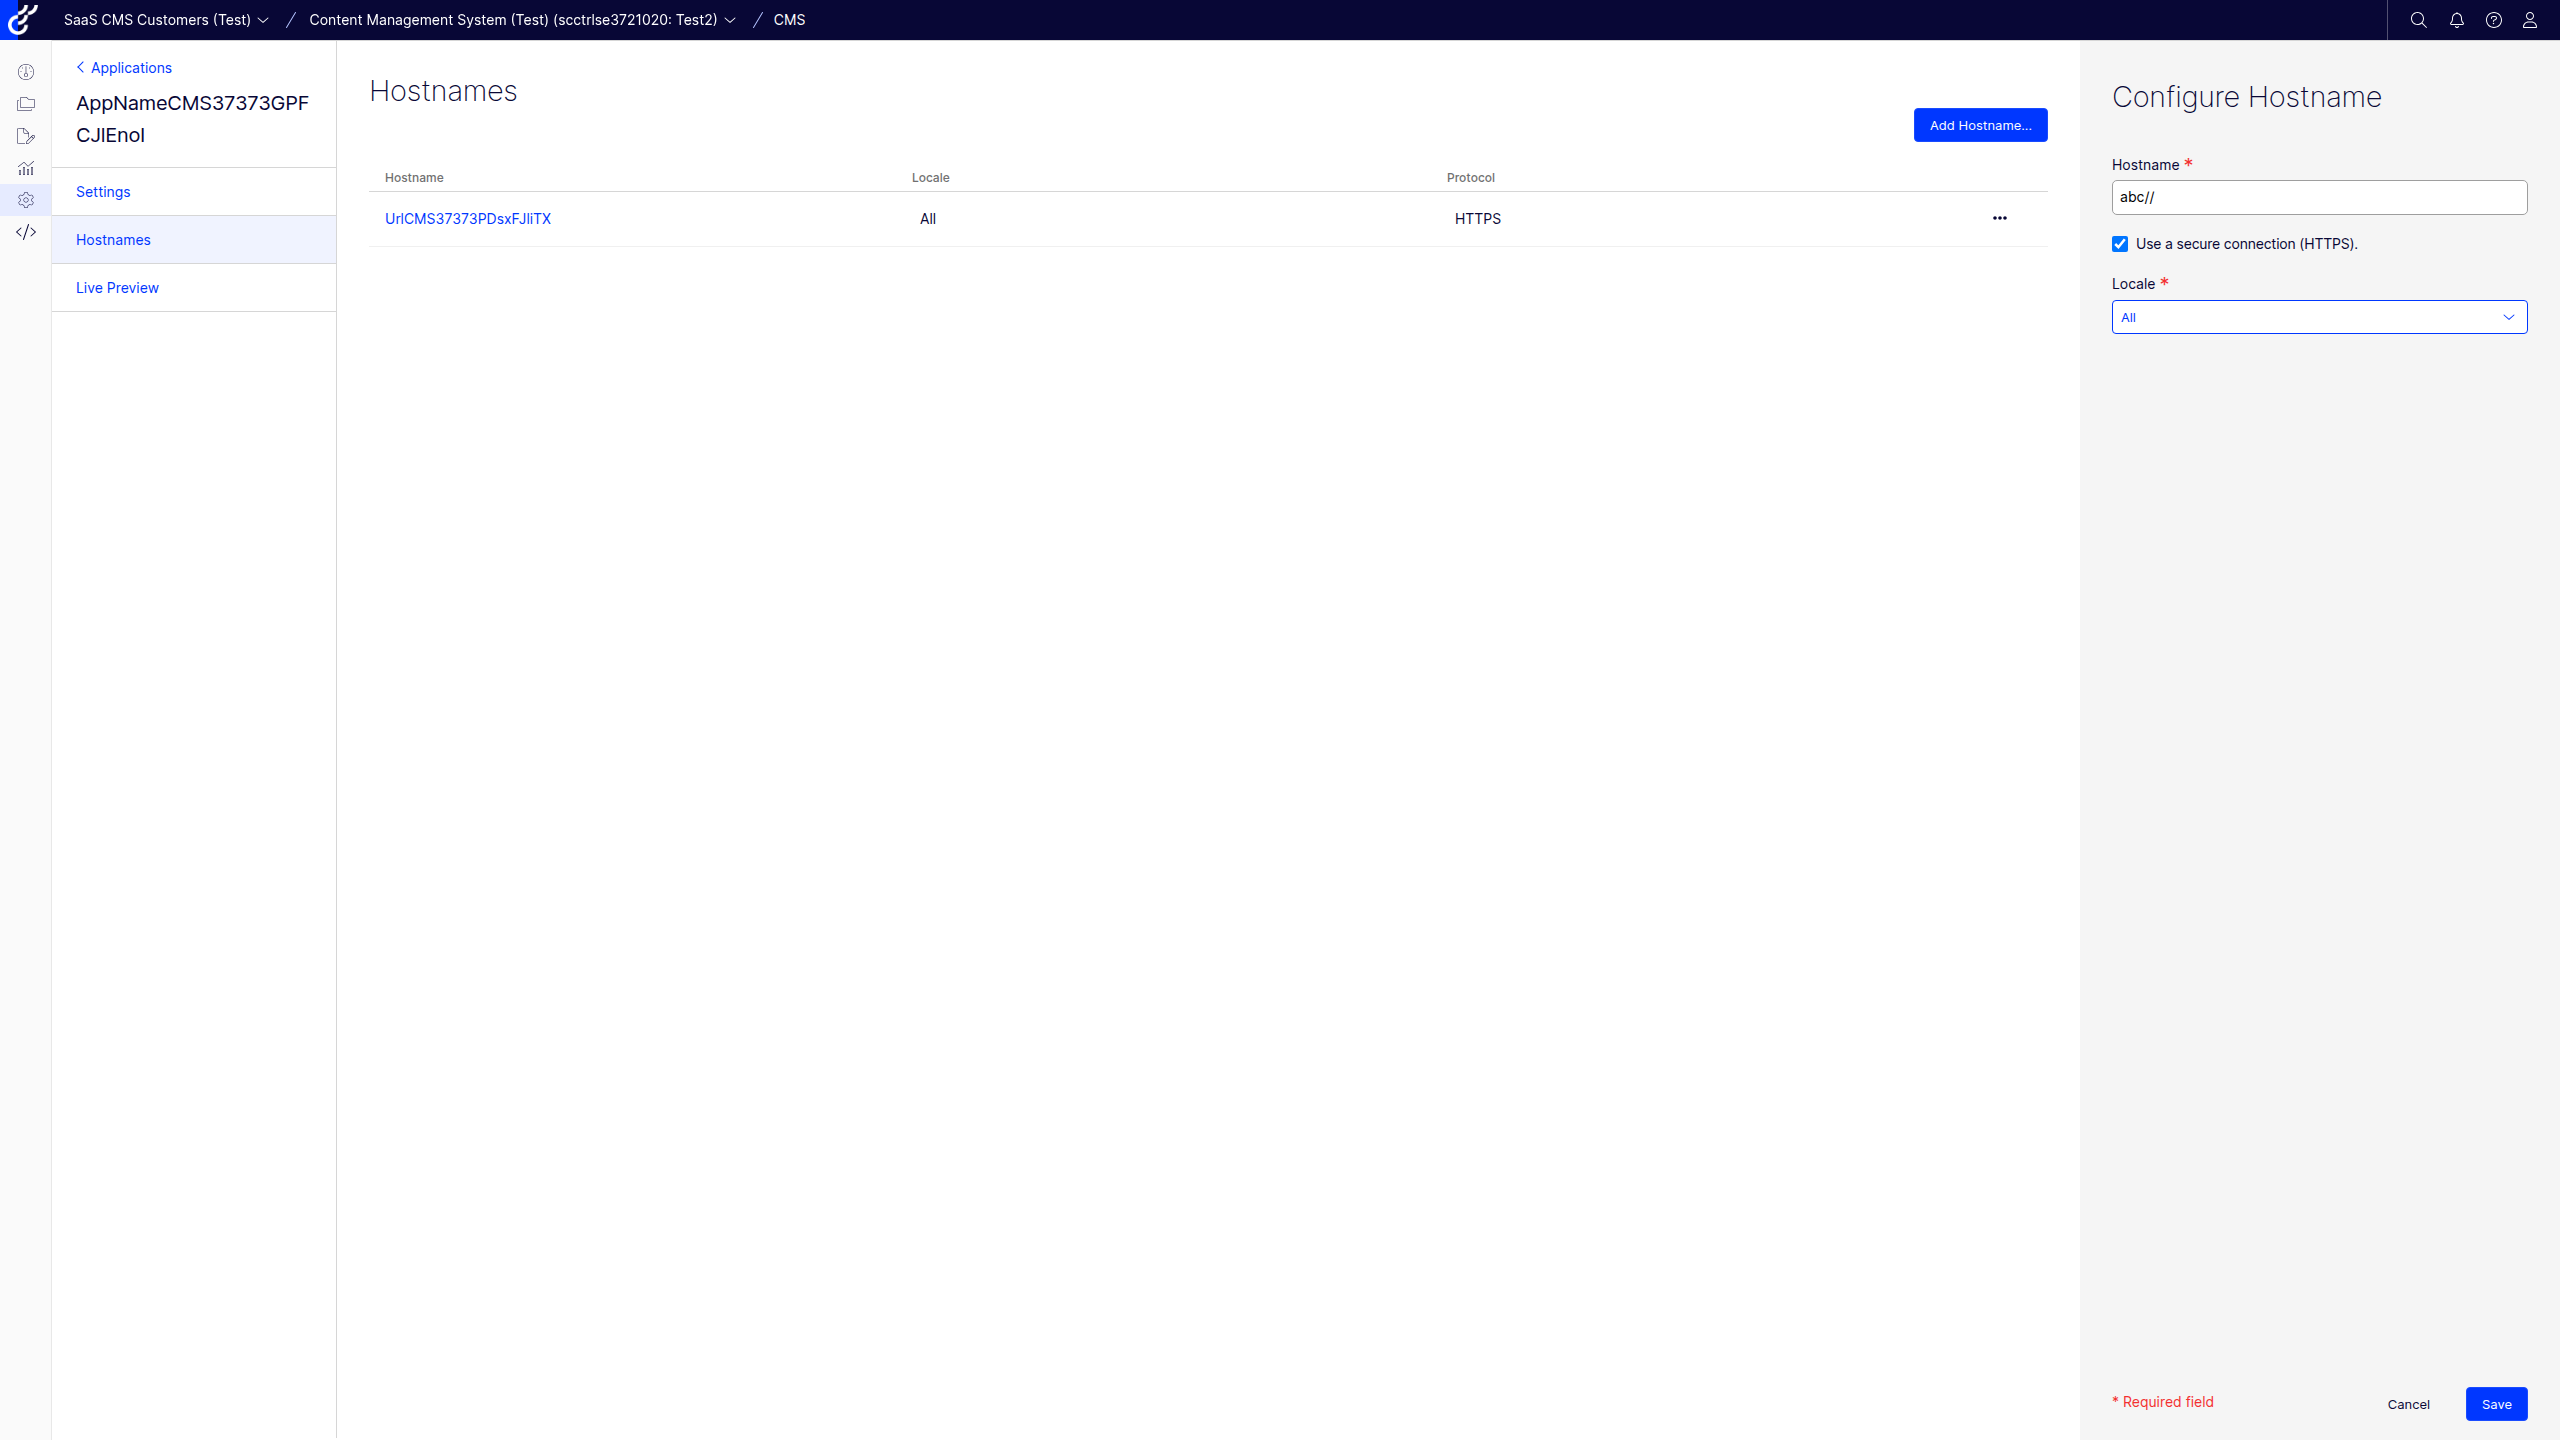 SaaS CMS Customers (Test) / Content Management System (Test) (scctrlse3721020: Test2) / CMS
Applications
AppNameCMS37373GPF
CJlEnoI
Settings
Hostnames
Live Preview
Hostnames
Add Hostname...
Hostname Locale Protocol
UrlCMS37373PDsxFJliTX All HTTPS
Configure Hostname
Hostname *
abc//
Use a secure connection (HTTPS).
Locale *
All
* Required field
Cancel
Save